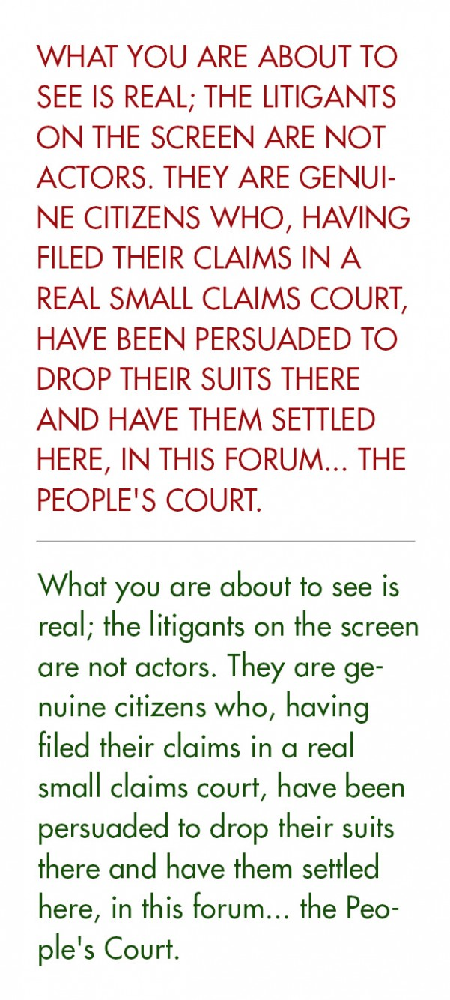 WHAT YOU ARE ABOUT TO
SEE IS REAL; THE LITIGANTS
ON THE SCREEN ARE NOT
ACTORS. THEY ARE GENUI-
NE CITIZENS WHO, HAVING
FILED THEIR CLAIMS IN A
REAL SMALL CLAIMS COURT,
HAVE BEEN PERSUADED TO
DROP THEIR SUITS THERE
AND HAVE THEM SETTLED
HERE, IN THIS FORUM... THE
PEOPLE'S COURT.
What you are about to see is
real; the litigants on the screen
are not actors. They are ge-
nuine citizens who, having
filed their claims in a real
small claims court, have been
persuaded to drop their suits
there and have them settled
here, in this forum... the Peo-
ple's Court.